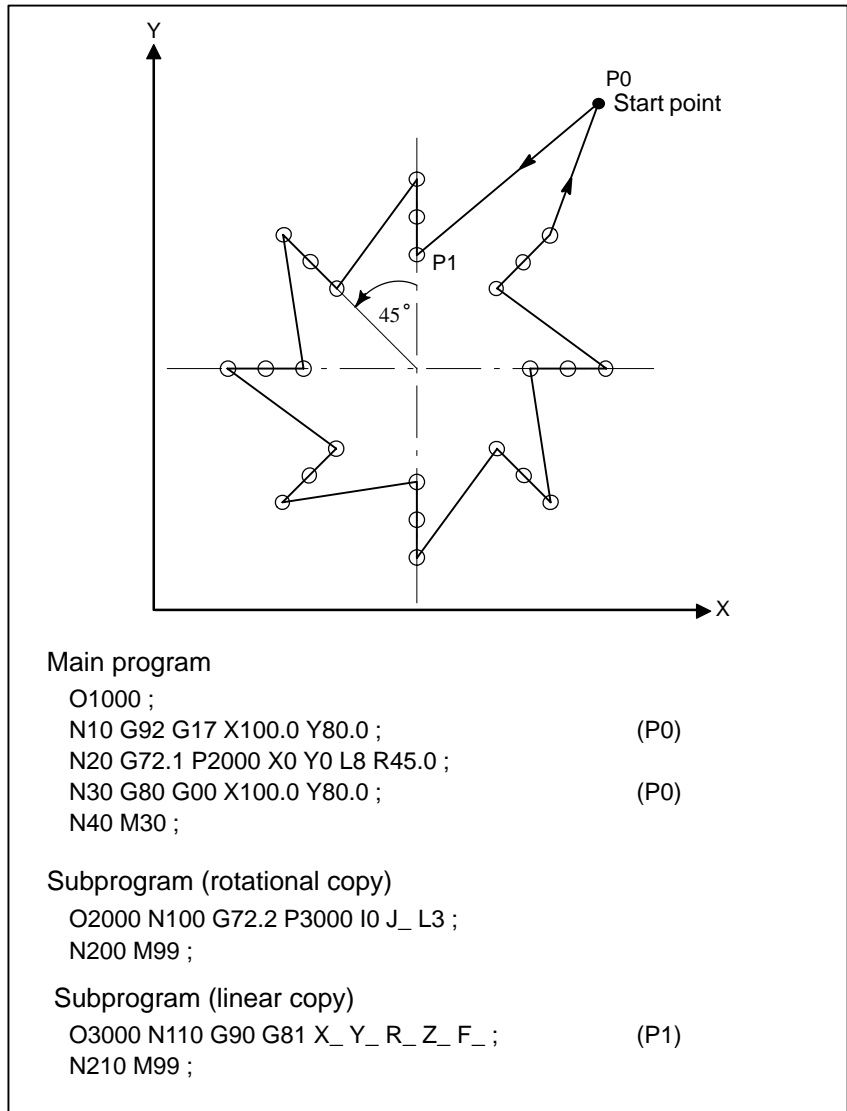 Y
P0
Start point
P1
45°
X
Main program
O1000 ;
N10 G92 G17 X100.0 Y80.0 ; (P0)
N20 G72.1 P2000 X0 Y0 L8 R45.0 ;
N30 G80 G00 X100.0 Y80.0 ; (P0)
N40 M30 ;
Subprogram (rotational copy)
O2000 N100 G72.2 P3000 I0 J_ L3 ;
N200 M99 ;
Subprogram (linear copy)
O3000 N110 G90 G81 X_ Y_ R_ Z_ F_ ; (P1)
N210 M99 ;